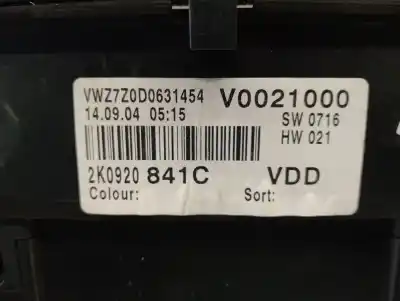 VWZ7Z0D0631454 V0021000
14.09.04 05:15 SW 0716
HW 021
2K0920 841C VDD
Colour: Sort: